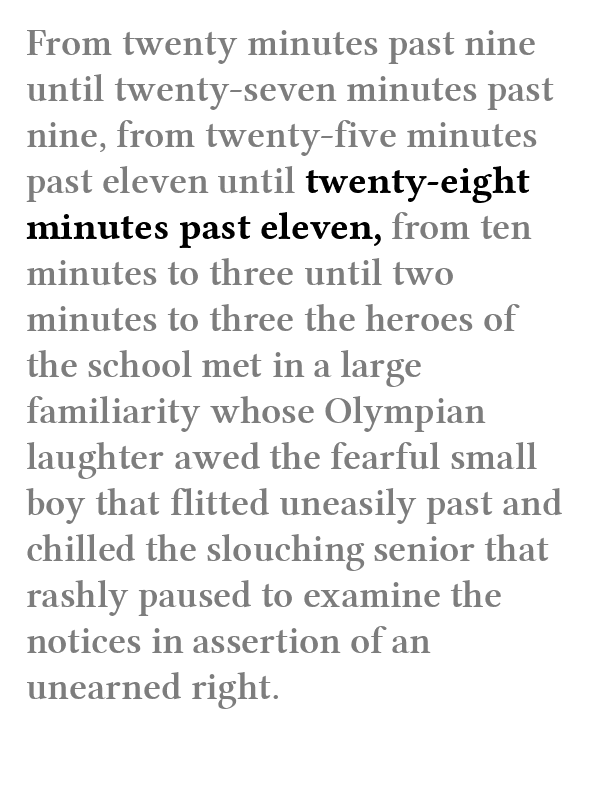 From twenty minutes past nine
until twenty-seven minutes past
nine, from twenty-five minutes
past eleven until twenty-eight
minutes past eleven, from ten
minutes to three until two
minutes to three the heroes of
the school met in a large
familiarity whose Olympian
laughter awed the fearful small
boy that flitted uneasily past and
chilled the slouching senior that
rashly paused to examine the
notices in assertion of an
unearned right.